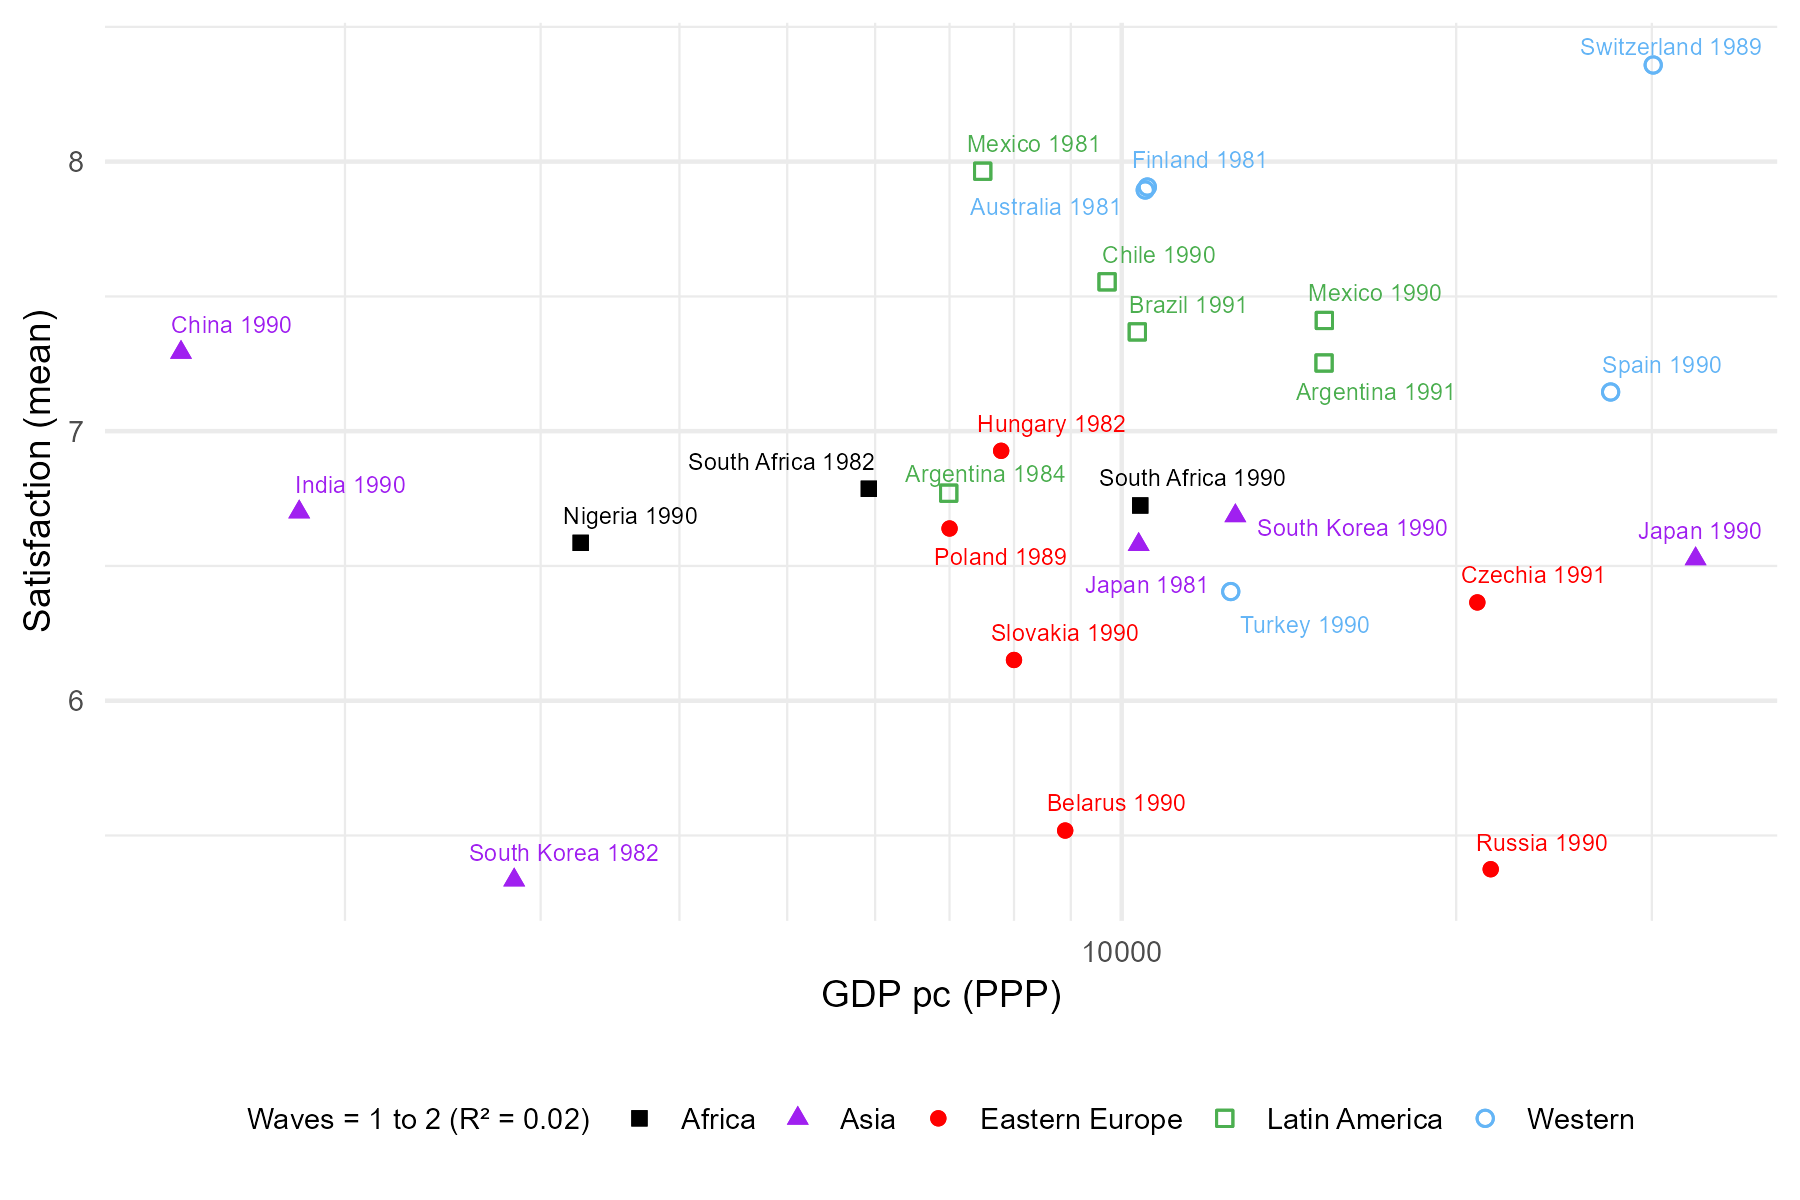 Switzerland 1989
8
Mexico 1981
Finland 1981
Australia 1981
Chile 1990
Mexico 1990
Brazil 1991
China 1990
Spain 1990
Argentina 1991
7
Hungary 1982
South Africa 1982
Argentina 1984
South Africa 1990
India 1990
Nigeria 1990
South Korea 1990
Japan 1990
Poland 1989
Czechia 1991
Japan 1981
Turkey 1990
Slovakia 1990
6
Belarus 1990
Russia 1990
South Korea 1982
Satisfaction (mean)
10000
GDP pc (PPP)
Waves = 1 to 2 (R² = 0.02) Africa Asia Eastern Europe Latin America Western